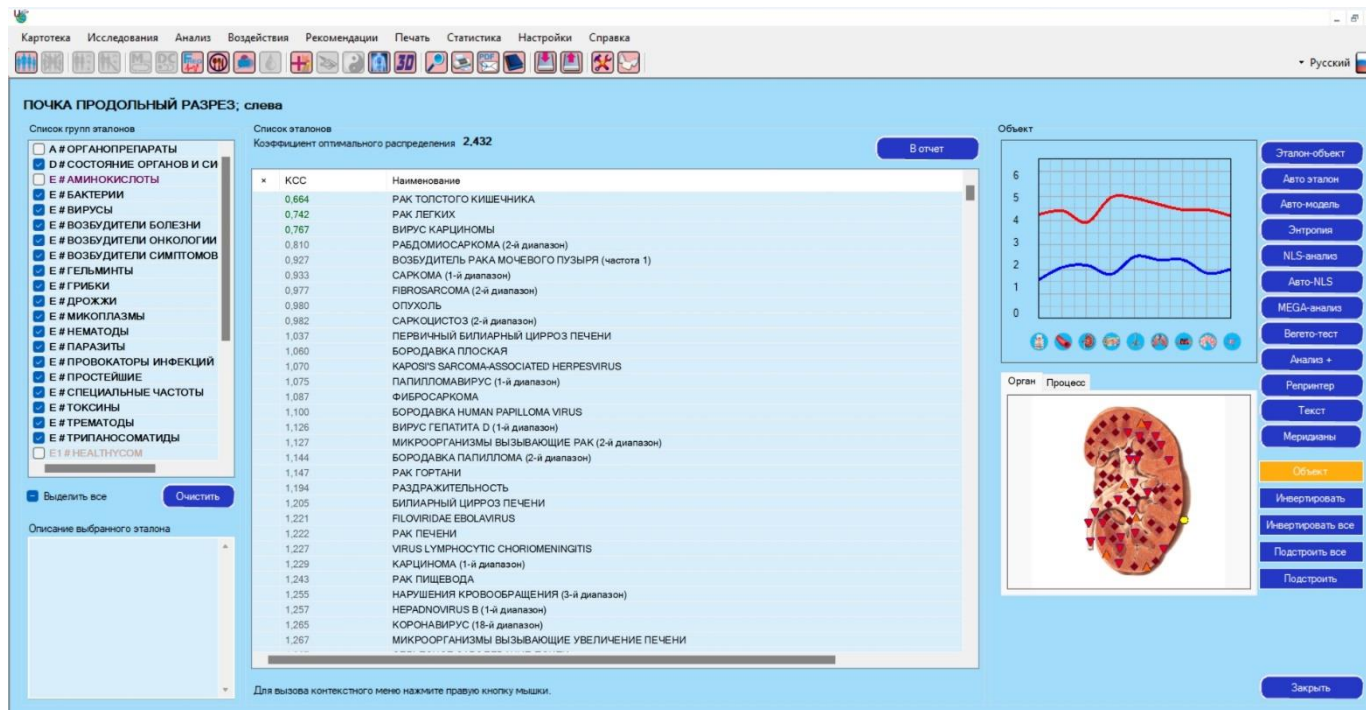 Картотека Исследования Анализ Воздействия Рекомендации Печать Статистика Настройки Справка
3D PDF
Русский
ПОЧКА ПРОДОЛЬНЫЙ РАЗРЕЗ; слева
Список групп эталонов
A # ОРГАНОПРЕПАРАТЫ
D # СОСТОЯНИЕ ОРГАНОВ И СИ
E # АМИНОКИСЛОТЫ
E # БАКТЕРИИ
E # ВИРУСЫ
E # ВОЗБУДИТЕЛИ БОЛЕЗНИ
E # ВОЗБУДИТЕЛИ ОНКОЛОГИИ
E # ВОЗБУДИТЕЛИ СИМПТОМОВ
E # ГЕЛЬМИНТЫ
E # ГРИБКИ
E # ДРОЖЖИ
E # МИКОПЛАЗМЫ
E # НЕМАТОДЫ
E # ПАРАЗИТЫ
E # ПРОВОКАТОРЫ ИНФЕКЦИЙ
E # ПРОСТЕЙШИЕ
E # СПЕЦИАЛЬНЫЕ ЧАСТОТЫ
E # ТОКСИНЫ
E # ТРЕМАТОДЫ
E # ТРИПАНОСОМАТИДЫ
E1 # HEALTHYCOM
Выделить все Очистить
Описание выбранного эталона
Список эталонов
Коэффициент оптимального распределения 2,432
В отчет
× КСС Наименование
0,664 РАК ТОЛСТОГО КИШЕЧНИКА
0,742 РАК ЛЕГКИХ
0,767 ВИРУС КАРЦИНОМЫ
0,810 РАБДОМИОСАРКОМА (2-й диапазон)
0,927 ВОЗБУДИТЕЛЬ РАКА МОЧЕВОГО ПУЗЫРЯ (частота 1)
0,933 САРКОМА (1-й диапазон)
0,977 FIBROSARCOMA (2-й диапазон)
0,980 ОПУХОЛЬ
0,982 САРКОЦИСТОЗ (2-й диапазон)
1,037 ПЕРВИЧНЫЙ БИЛИАРНЫЙ ЦИРРОЗ ПЕЧЕНИ
1,060 БОРОДАВКА ПЛОСКАЯ
1,070 KAPOSI'S SARCOMA-ASSOCIATED HERPESVIRUS
1,075 ПАПИЛЛОМАВИРУС (1-й диапазон)
1,087 ФИБРОСАРКОМА
1,100 БОРОДАВКА HUMAN PAPILLOMA VIRUS
1,126 ВИРУС ГЕПАТИТА D (1-й диапазон)
1,127 МИКРООРГАНИЗМЫ ВЫЗЫВАЮЩИЕ РАК (2-й диапазон)
1,144 БОРОДАВКА ПАПИЛЛОМА (2-й диапазон)
1,147 РАК ГОРТАНИ
1,194 РАЗДРАЖИТЕЛЬНОСТЬ
1,205 БИЛИАРНЫЙ ЦИРРОЗ ПЕЧЕНИ
1,221 FILOVIRIDAE EBOLAVIRUS
1,222 РАК ПЕЧЕНИ
1,227 VIRUS LYMPHOCYTIC CHORIOMENINGITIS
1,229 КАРЦИНОМА (1-й диапазон)
1,243 РАК ПИЩЕВОДА
1,255 НАРУШЕНИЯ КРОВООБРАЩЕНИЯ (3-й диапазон)
1,257 HEPADNOVIRUS B (1-й диапазон)
1,265 КОРОНАВИРУС (18-й диапазон)
1,267 МИКРООРГАНИЗМЫ ВЫЗЫВАЮЩИЕ УВЕЛИЧЕНИЕ ПЕЧЕНИ
Для вызова контекстного меню нажмите правую кнопку мышки.
Объект
6
5
4
3
2
1
0
Орган Процесс
Эталон-объект
Авто эталон
Авто-модель
Энтропия
NLS-анализ
Авто-NLS
MEGA-анализ
Вегето-тест
Анализ +
Репринтер
Текст
Меридианы
Объект
Инвертировать
Инвертировать все
Подстроить все
Подстроить
Закрыть